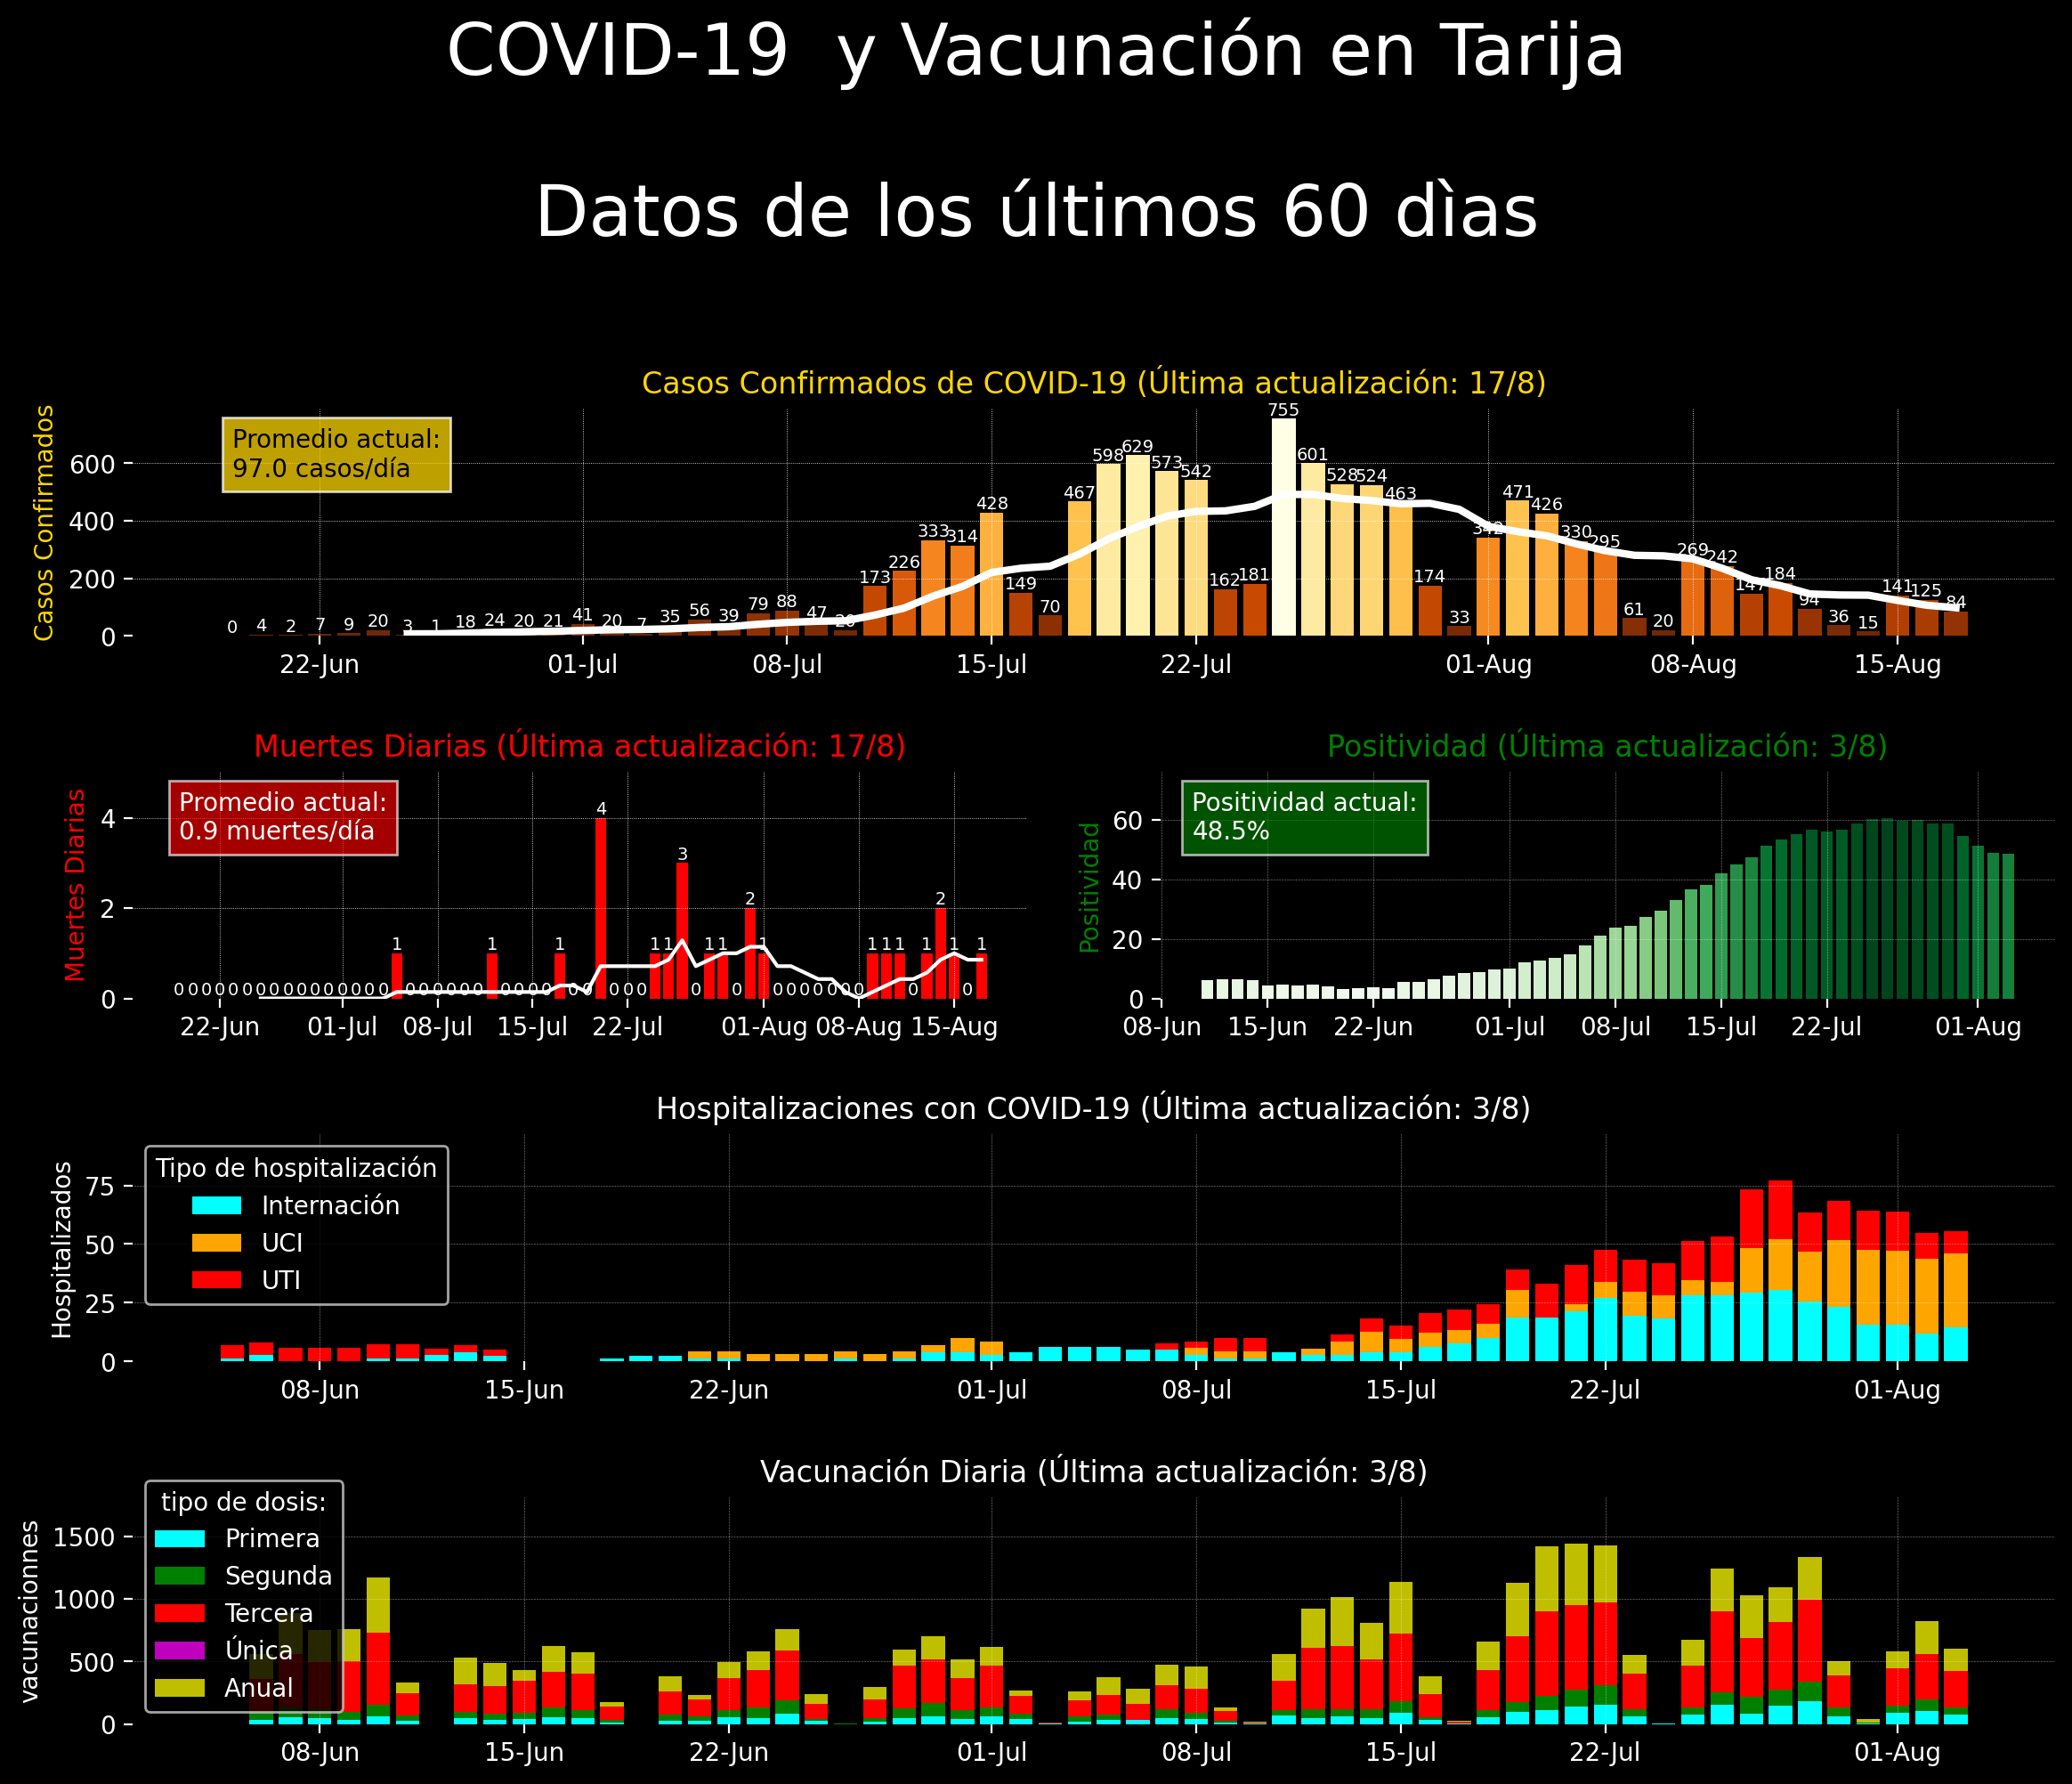 COVID-19  y Vacunación en Tarija
Datos de los últimos 60 dìas
Casos Confirmados de COVID-19 (Última actualización: 17/8)
Casos Confirmados
Promedio actual:
97.0 casos/día
600
400
200
0
0 4 2 7 9 20 3 1 18 24 20 21 41 20 7 35 56 39 79 88 47 20 173 226 333 314 428 149 70 467 598 629 573 542 162 181 755 601 528 524 463 174 33 342 471 426 330 295 61 20 269 242 147 184 94 36 15 141 125 84
22-Jun 01-Jul 08-Jul 15-Jul 22-Jul 01-Aug 08-Aug 15-Aug
Muertes Diarias (Última actualización: 17/8)
Muertes Diarias
Promedio actual:
0.9 muertes/día
4
2
0
0 0 0 0 0 0 0 0 0 0 0 0 0 0 0 0 1 0 0 0 0 0 0 1 0 0 0 0 1 0 0 4 0 0 0 1 1 3 0 1 1 0 2 1 0 0 0 0 0 0 0 1 1 1 0 1 2 1 0 1
22-Jun 01-Jul 08-Jul 15-Jul 22-Jul 01-Aug 08-Aug 15-Aug
Positividad (Última actualización: 3/8)
Positividad
Positividad actual:
48.5%
60
40
20
0
08-Jun 15-Jun 22-Jun 01-Jul 08-Jul 15-Jul 22-Jul 01-Aug
Hospitalizaciones con COVID-19 (Última actualización: 3/8)
Hospitalizados
Tipo de hospitalización
Internación
UCI
UTI
75
50
25
0
08-Jun 15-Jun 22-Jun 01-Jul 08-Jul 15-Jul 22-Jul 01-Aug
Vacunación Diaria (Última actualización: 3/8)
vacunacionnes
tipo de dosis:
Primera
Segunda
Tercera
Única
Anual
1500
1000
500
0
08-Jun 15-Jun 22-Jun 01-Jul 08-Jul 15-Jul 22-Jul 01-Aug